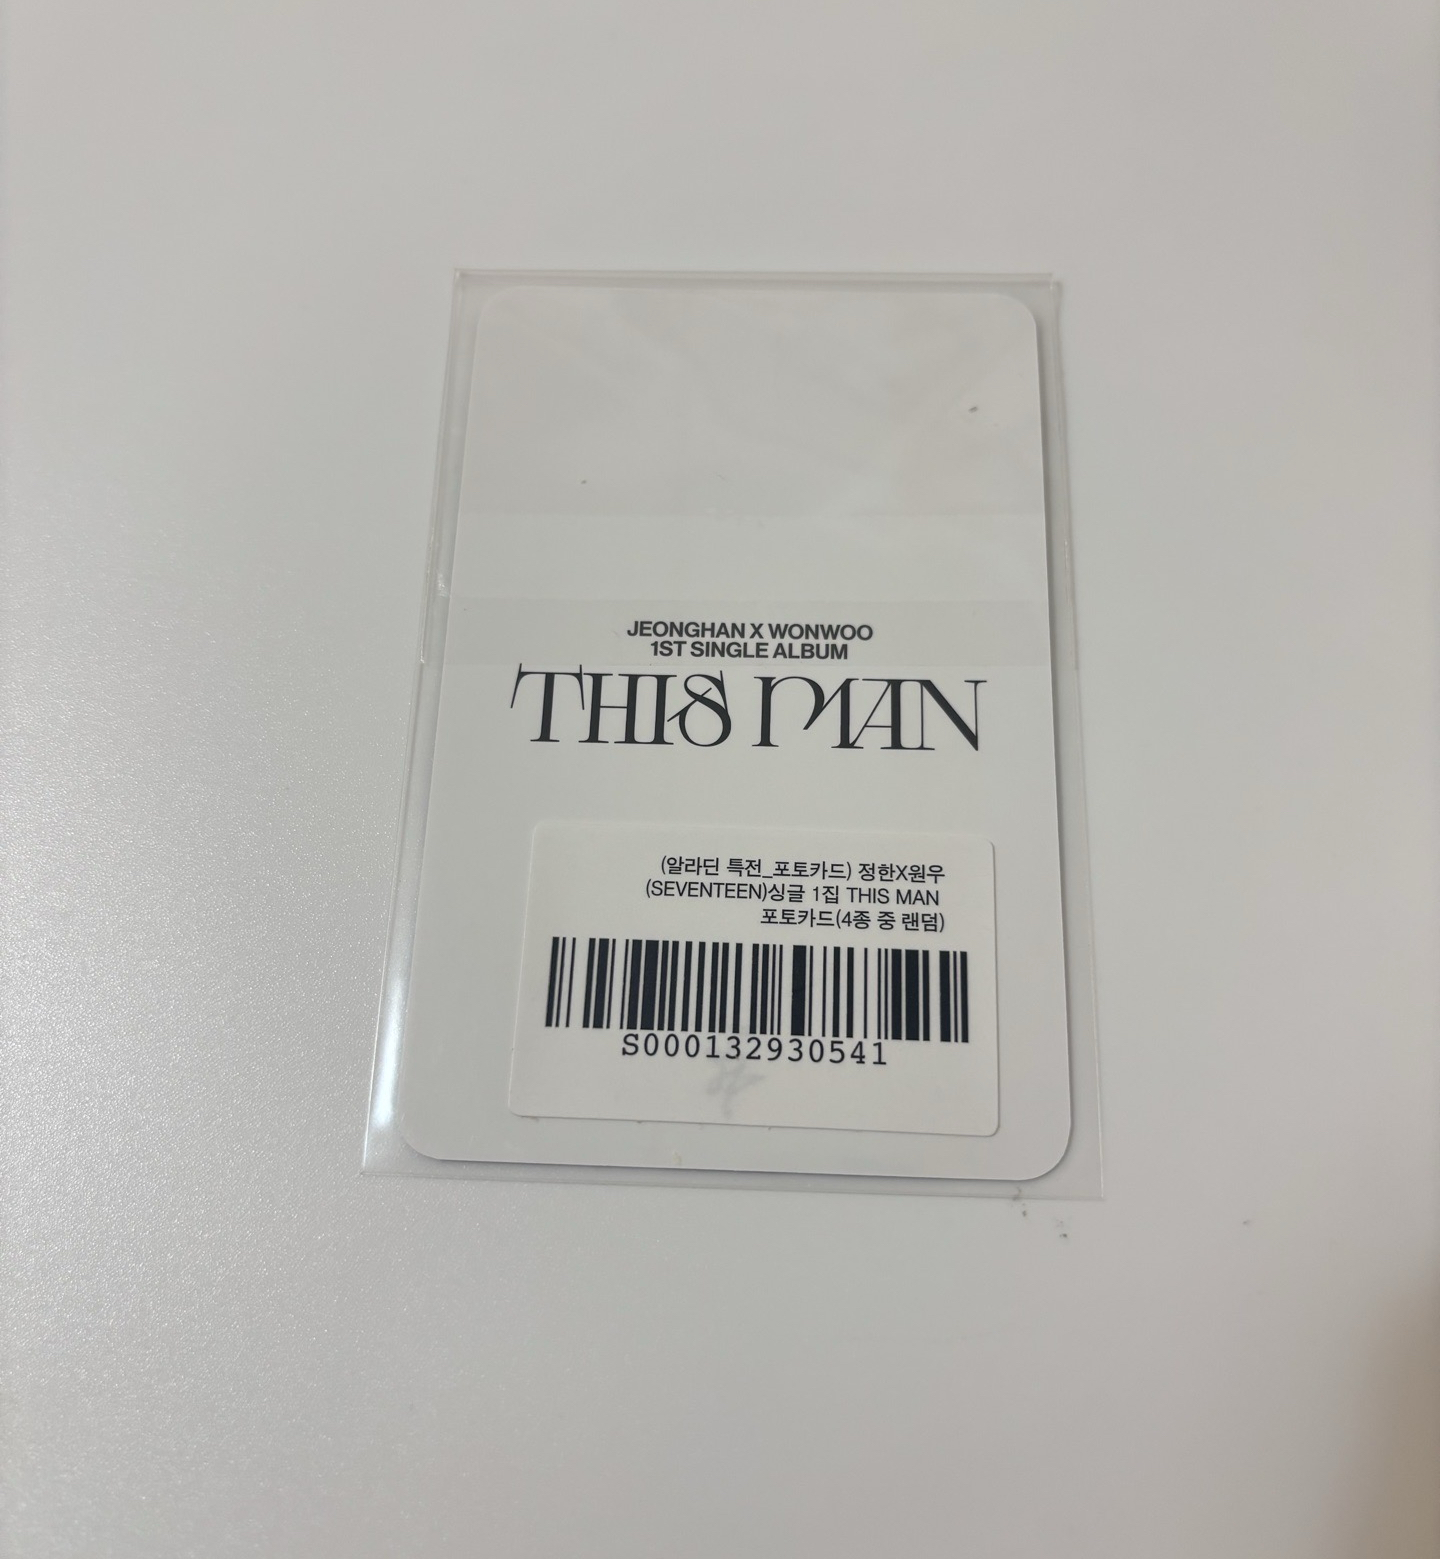 JEONGHAN X WONWOO
1ST SINGLE ALBUM
THIS MAN
(알라딘 특전_포토카드) 정한X원우
(SEVENTEEN)싱글 1집 THIS MAN
포토카드(4종 중 랜덤)
S000132930541